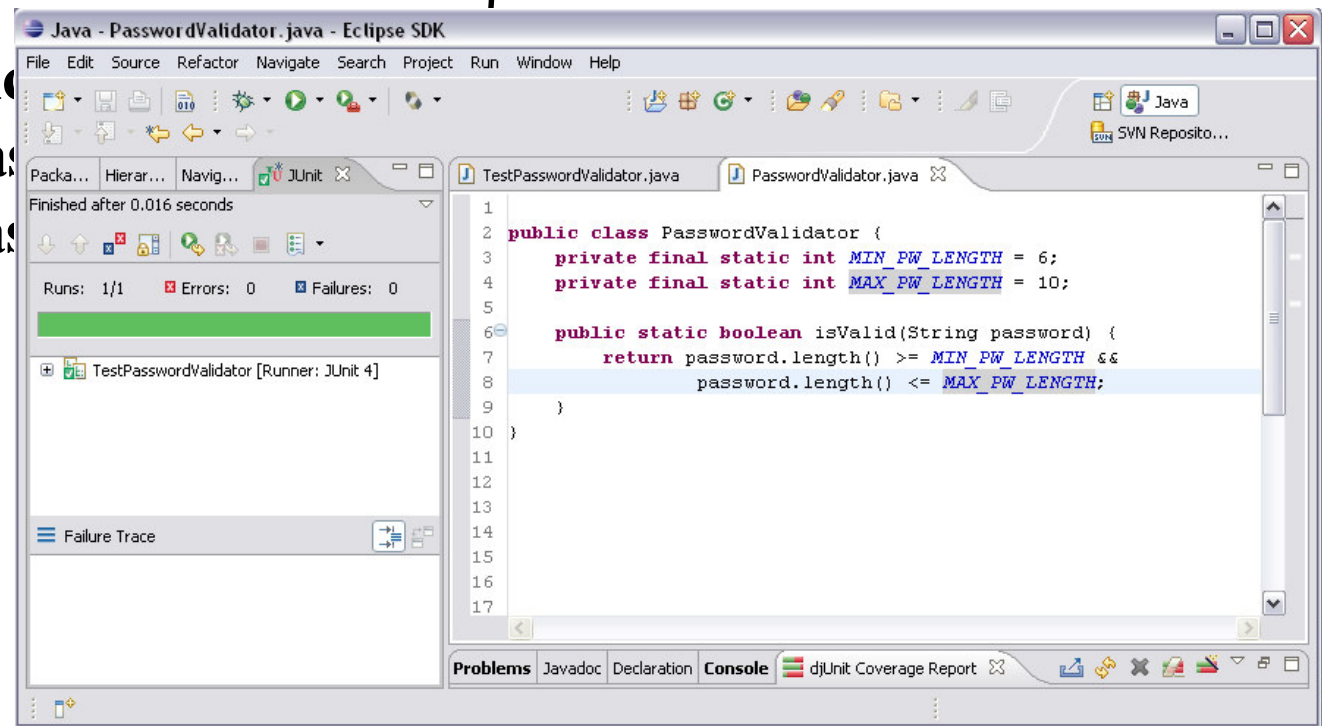 Java - PasswordValidator.java - Eclipse SDK
File Edit Source Refactor Navigate Search Project Run Window Help
Java
SVN Reposito...
Packa... Hierar... Navig... JUnit
TestPasswordValidator.java PasswordValidator.java
Finished after 0.016 seconds
Runs: 1/1 Errors: 0 Failures: 0
TestPasswordValidator [Runner: JUnit 4]
Failure Trace
1
2 public class PasswordValidator {
3 private final static int MIN_PW_LENGTH = 6;
4 private final static int MAX_PW_LENGTH = 10;
5
6 public static boolean isValid(String password) {
7 return password.length() >= MIN_PW_LENGTH &&
8 password.length() <= MAX_PW_LENGTH;
9 }
10 }
11
12
13
14
15
16
17
Problems Javadoc Declaration Console djUnit Coverage Report